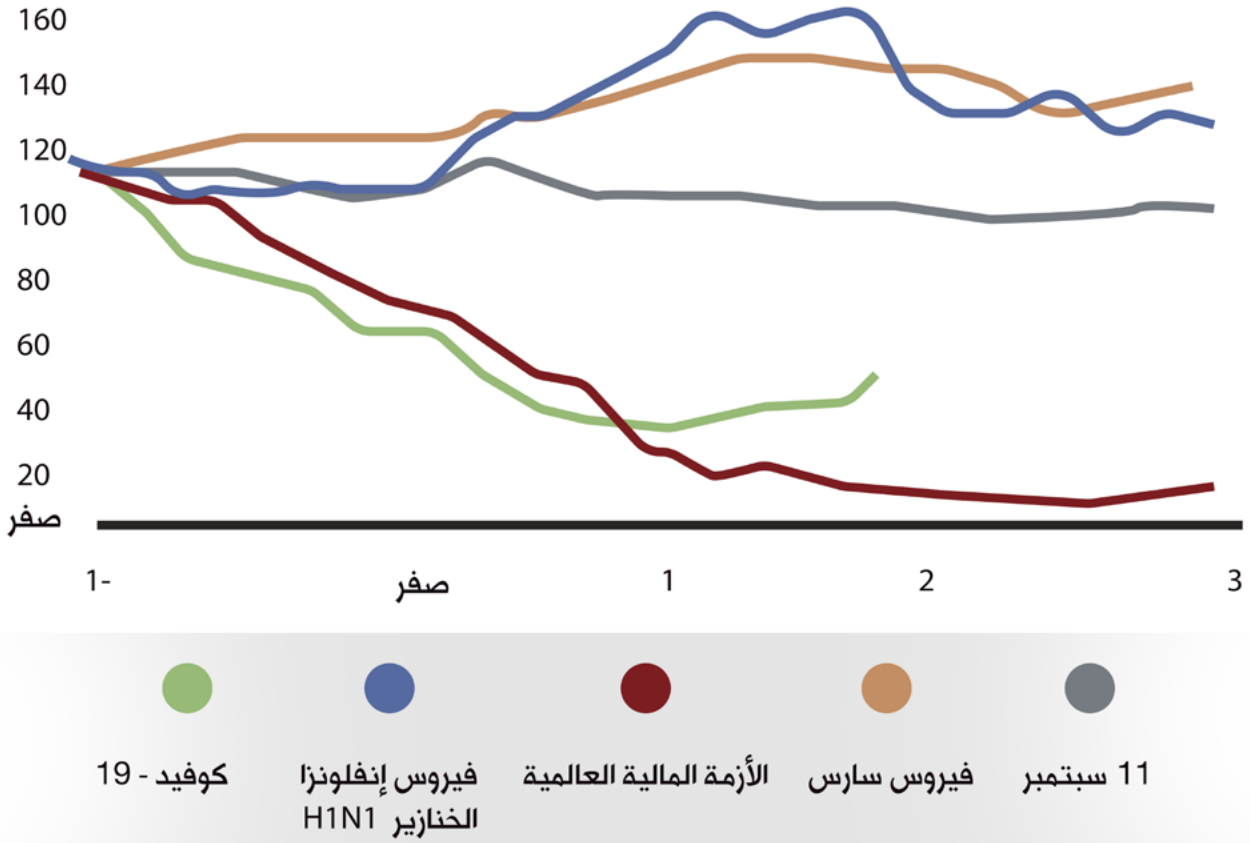 160
140
120
100
80
60
40
20
صفر
1-
صفر
1
2
3
11 سبتمبر
فيروس سارس
الأزمة المالية العالمية
فيروس إنفلونزا
الخنازير H1N1
كوفيد - 19